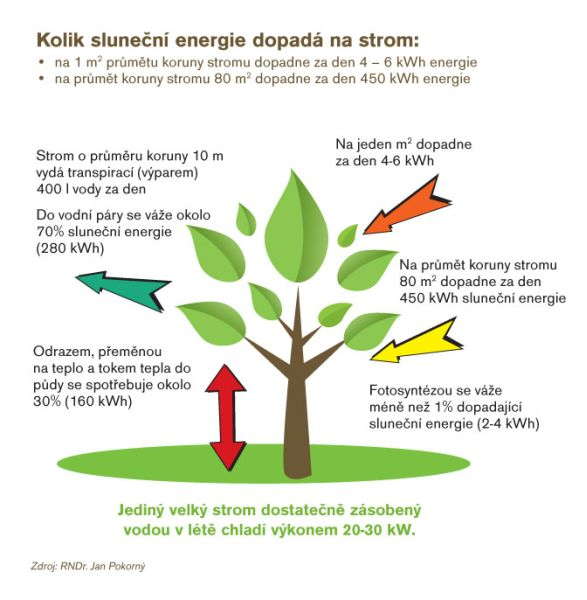 Kolik sluneční energie dopadá na strom:
• na 1 m² průmětu koruny stromu dopadne za den 4 – 6 kWh energie
• na průmět koruny stromu 80 m² dopadne za den 450 kWh energie
Strom o průměru koruny 10 m
vydá transpirací (výparem)
400 l vody za den
Do vodní páry se váže okolo
70% sluneční energie
(280 kWh)
Na jeden m² dopadne
za den 4-6 kWh
Na průmět koruny stromu
80 m² dopadne za den
450 kWh sluneční energie
Odrazem, přeměnou
na teplo a tokem tepla do
půdy se spotřebuje okolo
30% (160 kWh)
Fotosyntézou se váže
méně než 1% dopadající
sluneční energie (2-4 kWh)
Jediný velký strom dostatečně zásobený
vodou v létě chladí výkonem 20-30 kW.
Zdroj: RNDr. Jan Pokorný